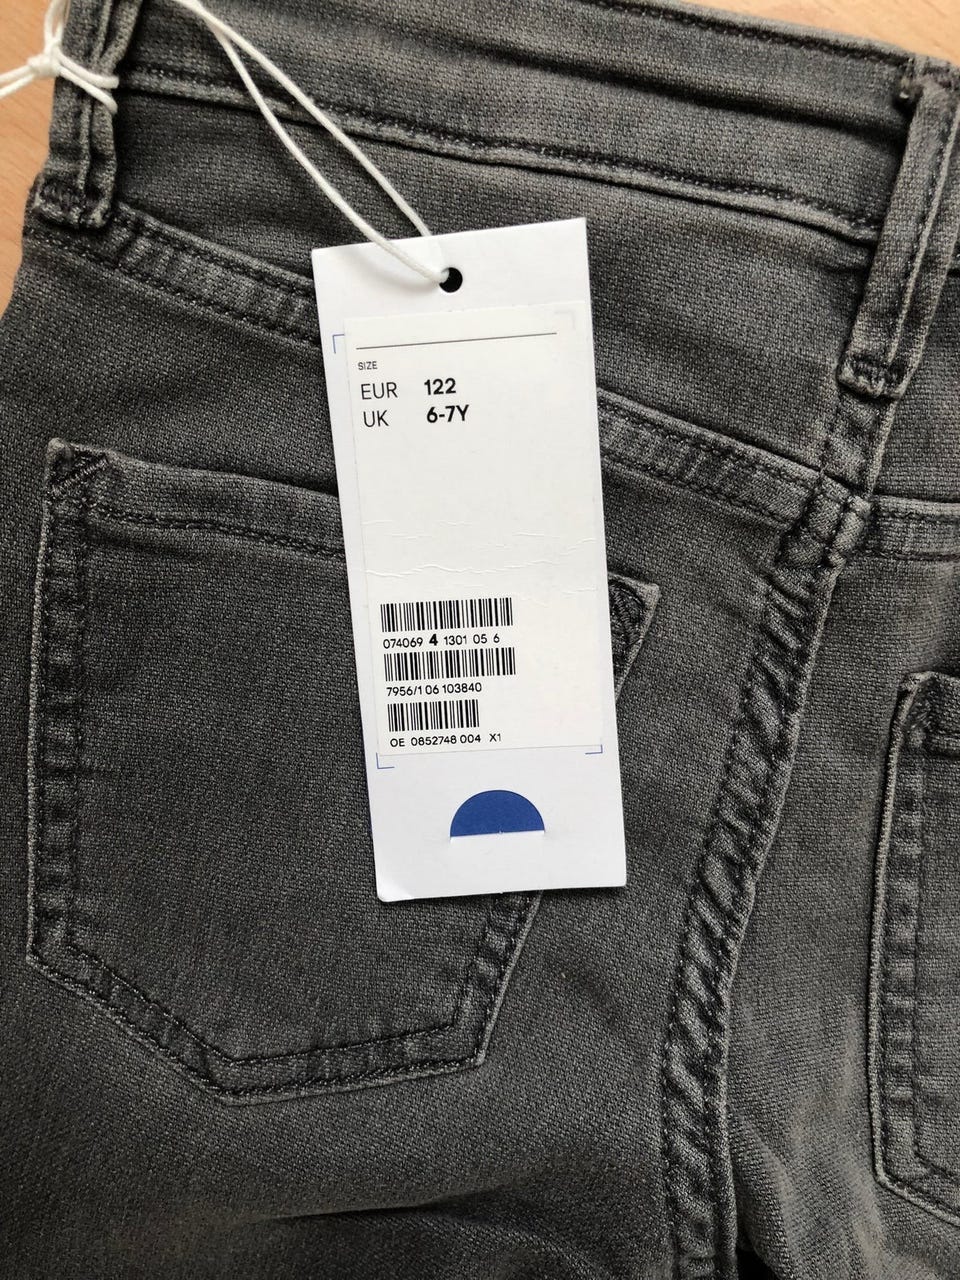 SIZE
EUR 122
UK 6-7Y
074069 4 1301 05 6
7956/1 06 103840
OE 0852748 004 X1